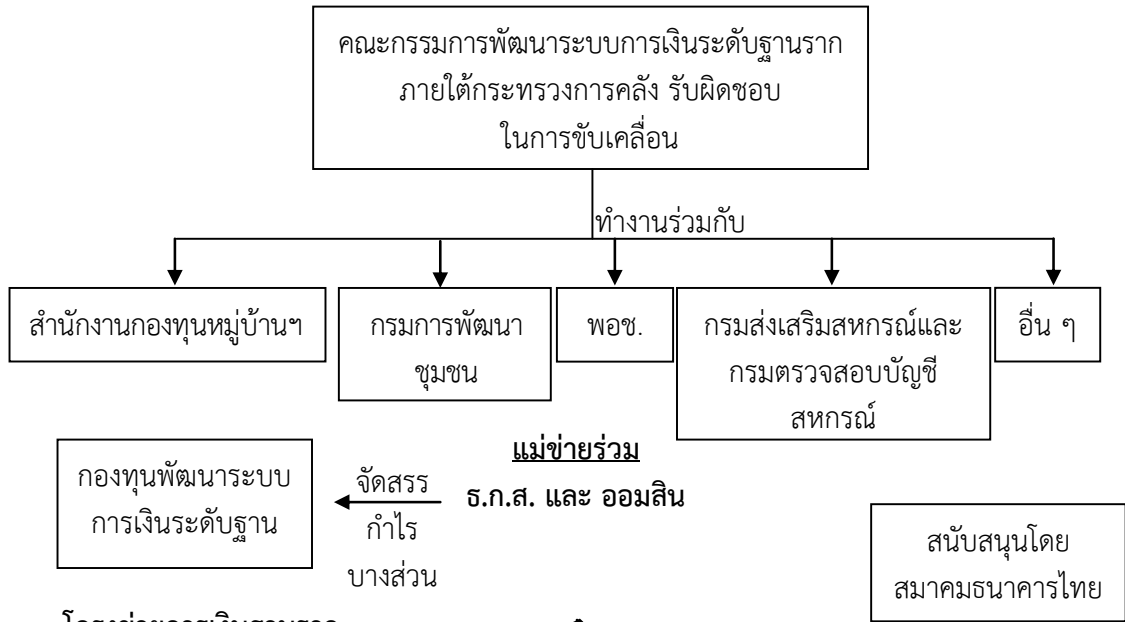 คณะกรรมการพัฒนาระบบการเงินระดับฐานราก
ภายใต้กระทรวงการคลัง รับผิดชอบ
ในการขับเคลื่อน
ทำงานร่วมกับ
สำนักงานกองทุนหมู่บ้านฯ
กรมการพัฒนา
ชุมชน
พอช.
กรมส่งเสริมสหกรณ์และ
กรมตรวจสอบบัญชี
สหกรณ์
อื่น ๆ
แม่ข่ายร่วม
ธ.ก.ส. และ ออมสิน
กองทุนพัฒนาระบบ
การเงินระดับฐาน
จัดสรร
กำไร
บางส่วน
สนับสนุนโดย
สมาคมธนาคารไทย